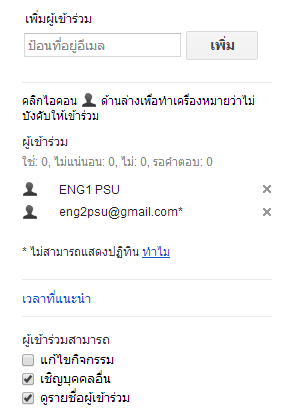 เพิ่มผู้เข้าร่วม
ป้อนที่อยู่อีเมล
เพิ่ม
คลิกไอคอน ด้านล่างเพื่อทำเครื่องหมายว่าไม่
บังคับให้เข้าร่วม
ผู้เข้าร่วม
ใช่: 0, ไม่แน่นอน: 0, ไม่: 0, รอคำตอบ: 0
ENG1 PSU
eng2psu@gmail.com*
* ไม่สามารถแสดงปฏิทิน ทำไม
เวลาที่แนะนำ
ผู้เข้าร่วมสามารถ
แก้ไขกิจกรรม
เชิญบุคคลอื่น
ดูรายชื่อผู้เข้าร่วม